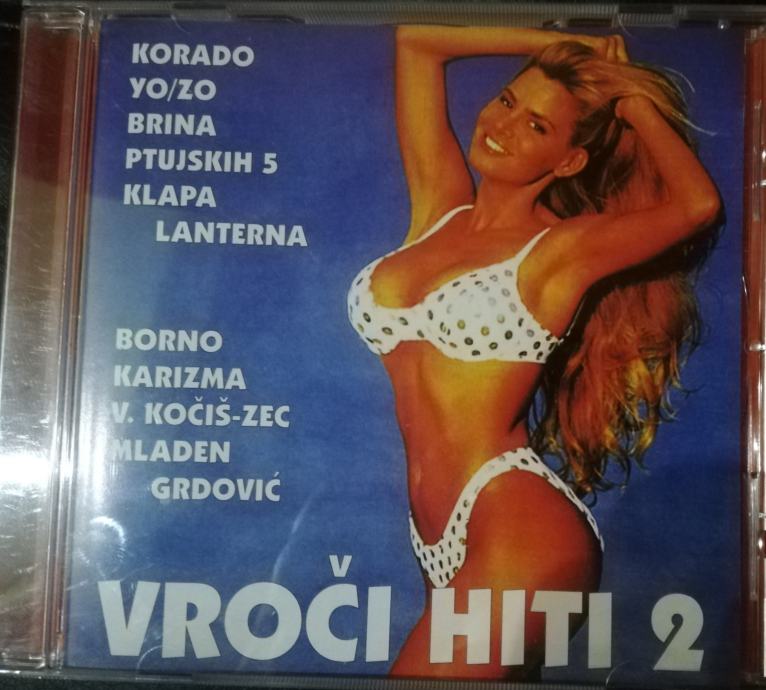 KORADO
YO/ZO
BRINA
PTUJSKIH 5
KLAPA
LANTERNA
BORNO
KARIZMA
V. KOČIŠ-ZEC
MLADEN
GRDOVIĆ
VROČI HITI 2